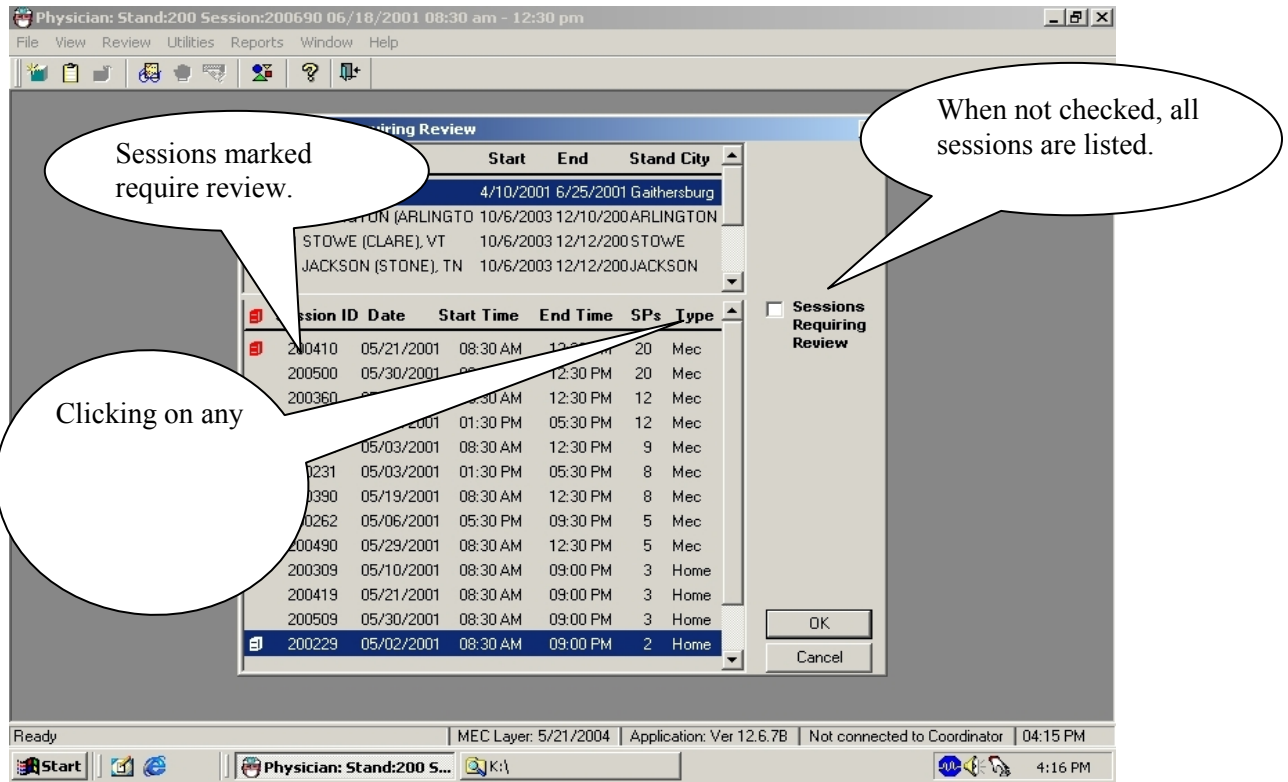 Physician: Stand:200 Session:200690 06/18/2001 08:30 am - 12:30 pm
File View Review Utilities Reports Window Help
When not checked, all
sessions are listed.
Sessions marked
require review.
Review
Start End Stand City
4/10/2001 6/25/2001 Gaithersburg
(ARLINGTO 10/6/2003 12/10/200 ARLINGTON
STOWE (CLARE), VT 10/6/2003 12/12/200 STOWE
JACKSON (STONE), TN 10/6/2003 12/12/200 JACKSON
Session ID Date Start Time End Time SPs Type
Sessions
Requiring
Review
200410 05/21/2001 08:30 AM 20 Mec
200500 05/30/2001 12:30 PM 20 Mec
200360 12:30 PM 12 Mec
01:30 PM 05:30 PM 12 Mec
05/03/2001 08:30 AM 12:30 PM 9 Mec
05/03/2001 01:30 PM 05:30 PM 8 Mec
05/19/2001 08:30 AM 12:30 PM 8 Mec
05/06/2001 05:30 PM 09:30 PM 5 Mec
200490 05/29/2001 08:30 AM 12:30 PM 5 Mec
200309 05/10/2001 08:30 AM 09:00 PM 3 Home
200419 05/21/2001 08:30 AM 09:00 PM 3 Home
200509 05/30/2001 08:30 AM 09:00 PM 3 Home
200229 05/02/2001 08:30 AM 09:00 PM 2 Home
Clicking on any
OK
Cancel
Ready MEC Layer: 5/21/2004 Application: Ver 12.6.7B Not connected to Coordinator 04:15 PM
Start Physician: Stand:200 S... K:\ 4:16 PM